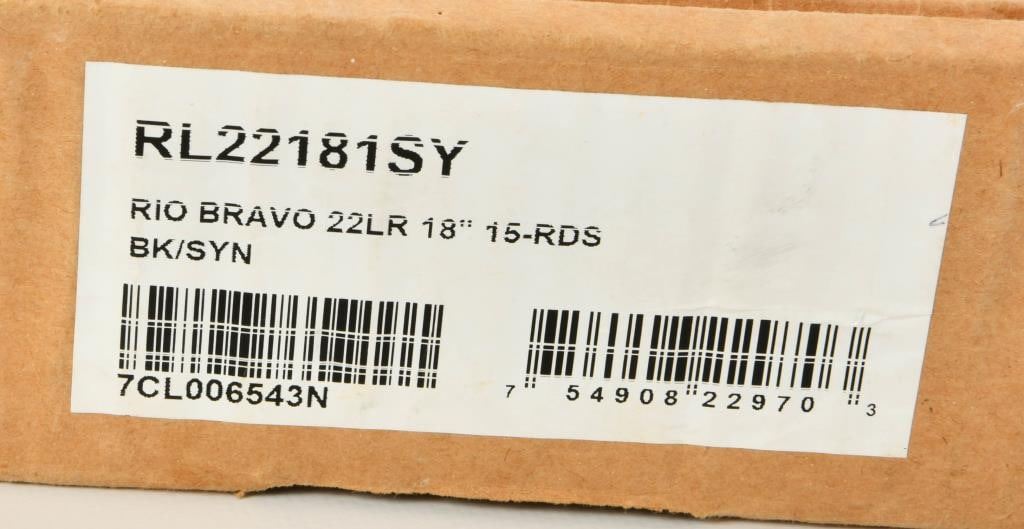 RL22181SY
RIO BRAVO 22LR 18" 15-RDS
BK/SYN
7CL006543N
7 54908 22970 3